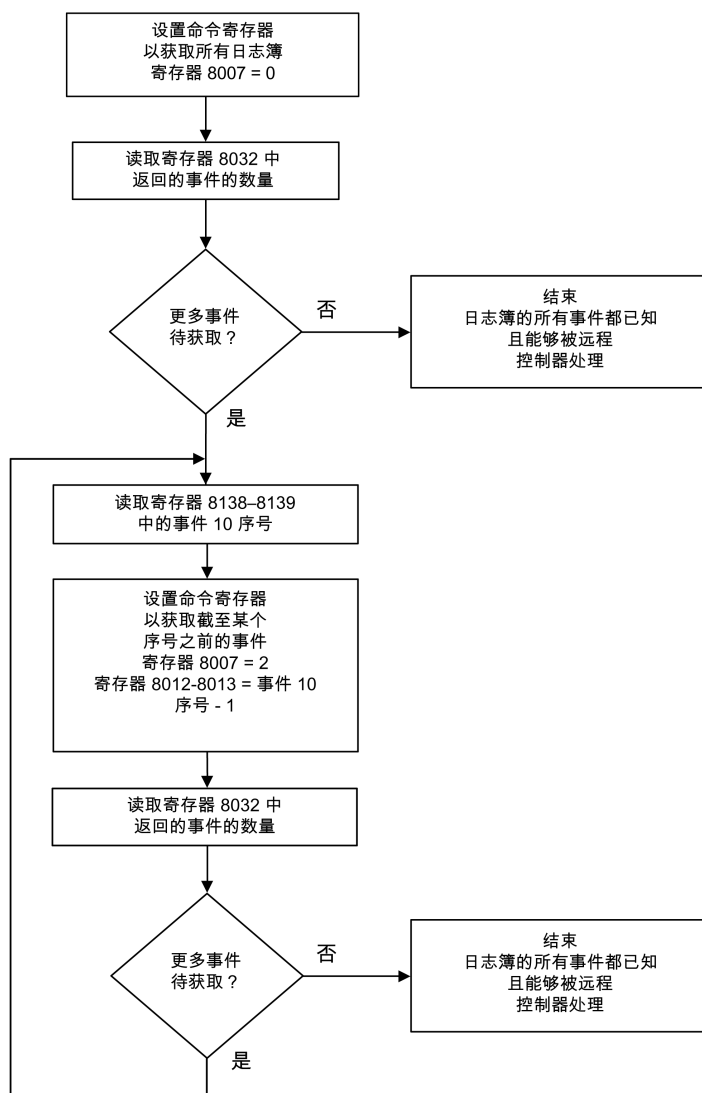 设置命令寄存器
以获取所有日志簿
寄存器 8007 = 0
读取寄存器 8032 中
返回的事件的数量
更多事件
待获取？
否
结束
日志簿的所有事件都已知
且能够被远程
控制器处理
是
读取寄存器 8138–8139
中的事件 10 序号
设置命令寄存器
以获取截至某个
序号之前的事件
寄存器 8007 = 2
寄存器 8012-8013 = 事件 10
序号 - 1
读取寄存器 8032 中
返回的事件的数量
更多事件
待获取？
否
结束
日志簿的所有事件都已知
且能够被远程
控制器处理
是